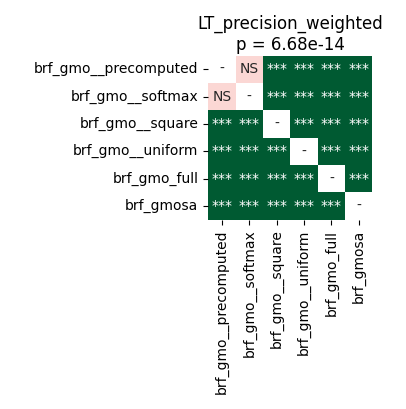 LT_precision_weighted
p = 6.68e-14
brf_gmo__precomputed - NS *** *** *** ***
brf_gmo__softmax NS - *** *** *** ***
brf_gmo__square *** *** - *** *** ***
brf_gmo__uniform *** *** *** - *** ***
brf_gmo_full *** *** *** *** - ***
brf_gmosa *** *** *** *** *** -
brf_gmo__precomputed
brf_gmo__softmax
brf_gmo__square
brf_gmo__uniform
brf_gmo_full
brf_gmosa